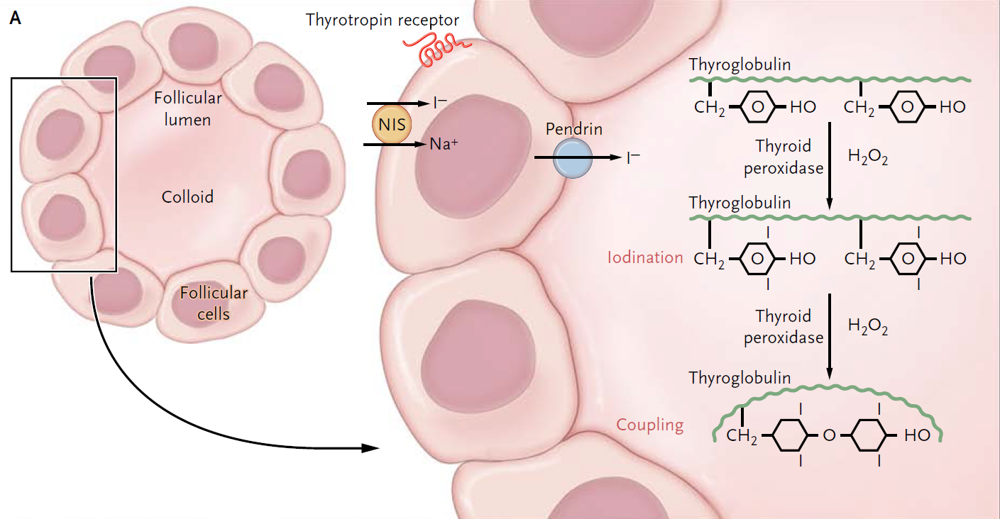 A
Follicular
lumen
Colloid
Follicular
cells
Thyrotropin receptor
I⁻
NIS
Na⁺
Pendrin
I⁻
Thyroglobulin
CH₂ O HO CH₂ O HO
Thyroid
peroxidase
H₂O₂
Thyroglobulin
I I
Iodination
CH₂ O HO CH₂ O HO
I I
Thyroid
peroxidase
H₂O₂
Thyroglobulin
I I
Coupling
CH₂ O HO
I I